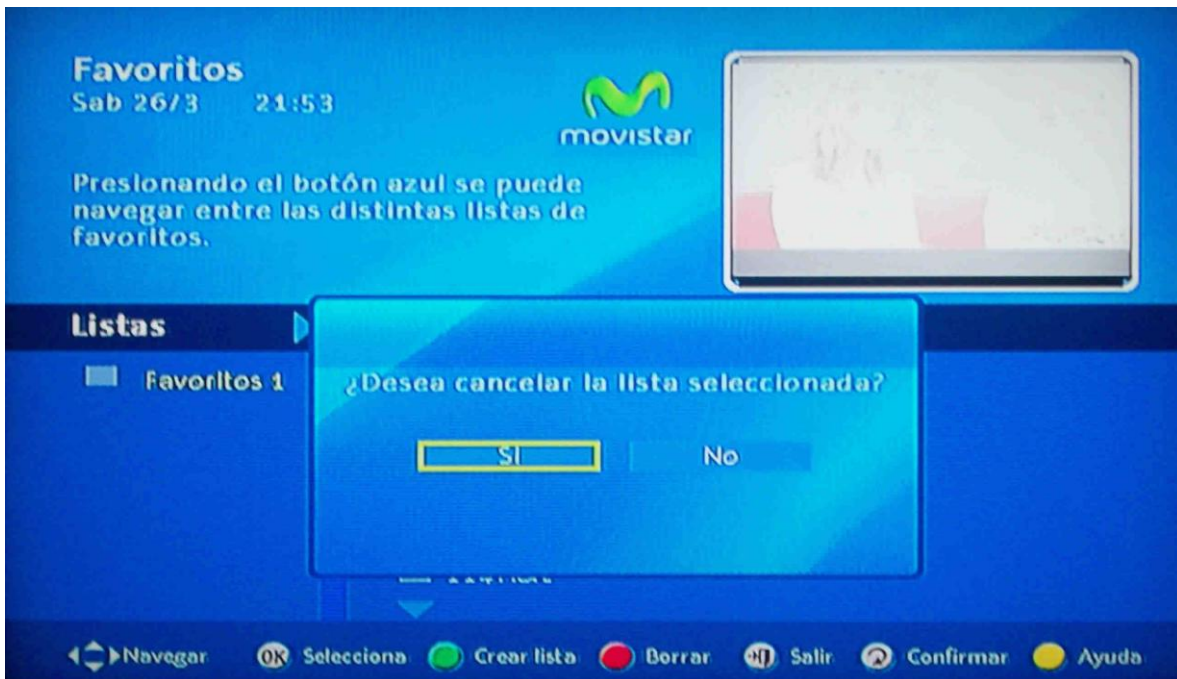 Favoritos
Sab 26/3 21:53
movistar
Presionando el botón azul se puede
navegar entre las distintas listas de
favoritos.
Listas
Favoritos 1
¿Desea cancelar la lista seleccionada?
SI
No
Navegar OK Selecciona Crear lista Borrar Salir Confirmar Ayuda